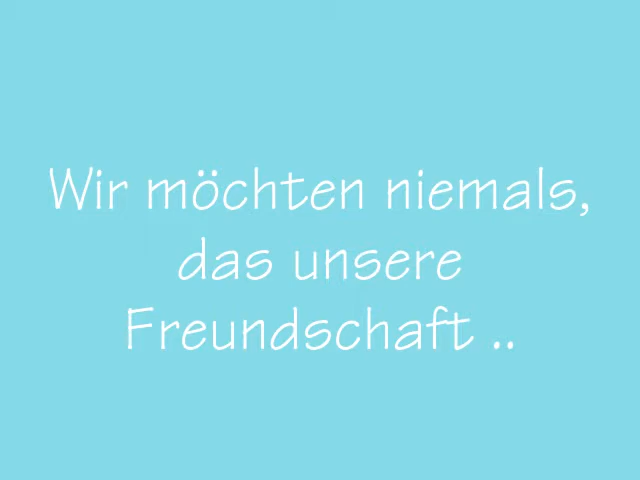 Wir möchten niemals,
das unsere
Freundschaft ..